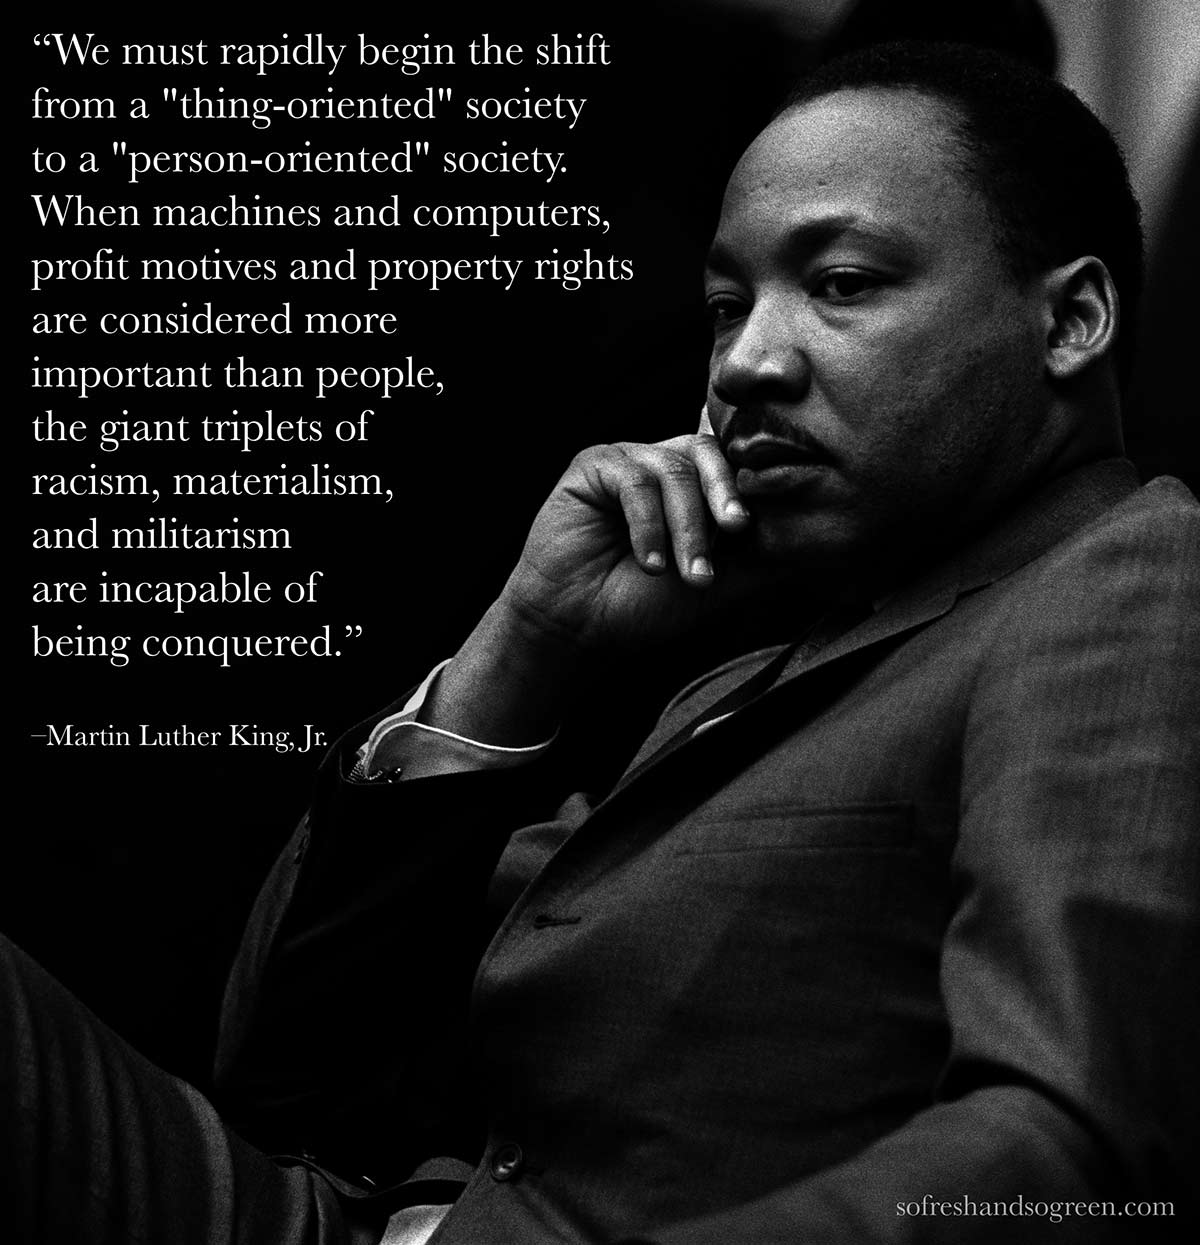 “We must rapidly begin the shift
from a "thing-oriented" society
to a "person-oriented" society.
When machines and computers,
profit motives and property rights
are considered more
important than people,
the giant triplets of
racism, materialism,
and militarism
are incapable of
being conquered.”
–Martin Luther King, Jr.
sofreshandsogreen.com